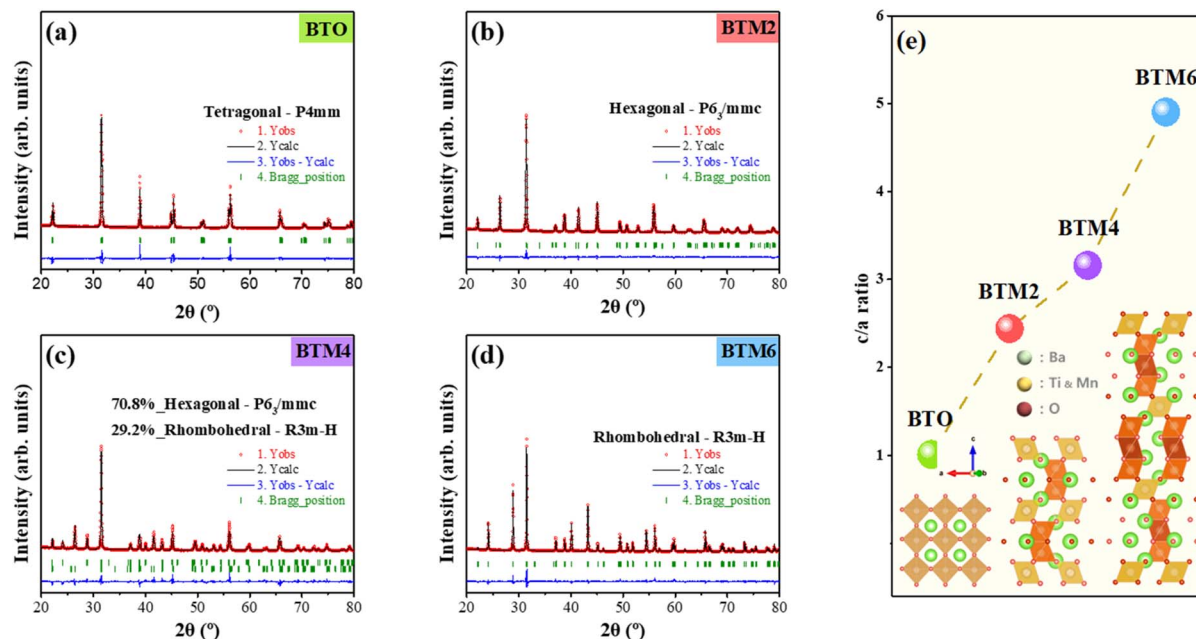 (a)
BTO
Tetragonal - P4mm
1. Yobs
2. Ycalc
3. Yobs - Ycalc
4. Bragg_position
Intensity (arb. units)
20 30 40 50 60 70 80
2θ (º)
(b)
BTM2
Hexagonal - P6₃/mmc
1. Yobs
2. Ycalc
3. Yobs - Ycalc
4. Bragg_position
Intensity (arb. units)
20 30 40 50 60 70 80
2θ (º)
(c)
BTM4
70.8%_Hexagonal - P6₃/mmc
29.2%_Rhombohedral - R3m-H
1. Yobs
2. Ycalc
3. Yobs - Ycalc
4. Bragg_position
Intensity (arb. units)
20 30 40 50 60 70 80
2θ (º)
(d)
BTM6
Rhombohedral - R3m-H
1. Yobs
2. Ycalc
3. Yobs - Ycalc
4. Bragg_position
Intensity (arb. units)
20 30 40 50 60 70 80
2θ (º)
(e)
c/a ratio
6
5
4
3
2
1
BTM6
BTM4
BTM2
BTO
: Ba
: Ti & Mn
: O
c
a
b